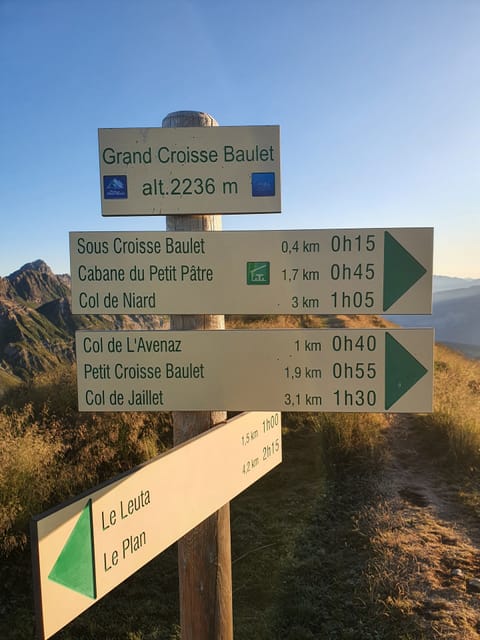 Grand Croisse Baulet
alt.2236 m
Sous Croisse Baulet 0,4 km 0h15
Cabane du Petit Pâtre 1,7 km 0h45
Col de Niard 3 km 1h05
Col de L'Avenaz 1 km 0h40
Petit Croisse Baulet 1,9 km 0h55
Col de Jaillet 3,1 km 1h30
Le Leuta 1,5 km 1h00
Le Plan 4,2 km 2h15